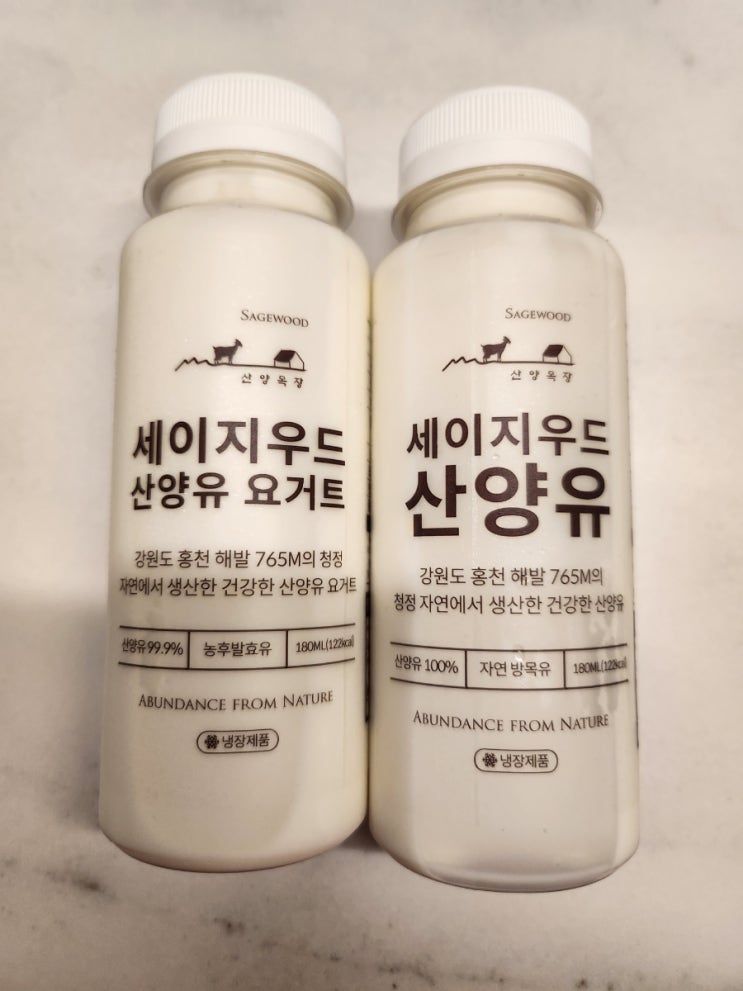 SAGEWOOD
산양목장
세이지우드
산양유 요거트
강원도 홍천 해발 765M의 청정
자연에서 생산한 건강한 산양유 요거트
산양유 99.9% 농후발효유 180ML(122kcal)
ABUNDANCE FROM NATURE
냉장제품
SAGEWOOD
산양목장
세이지우드
산양유
강원도 홍천 해발 765M의
청정 자연에서 생산한 건강한 산양유
산양유 100% 자연 방목유 180ML(122kcal)
ABUNDANCE FROM NATURE
냉장제품